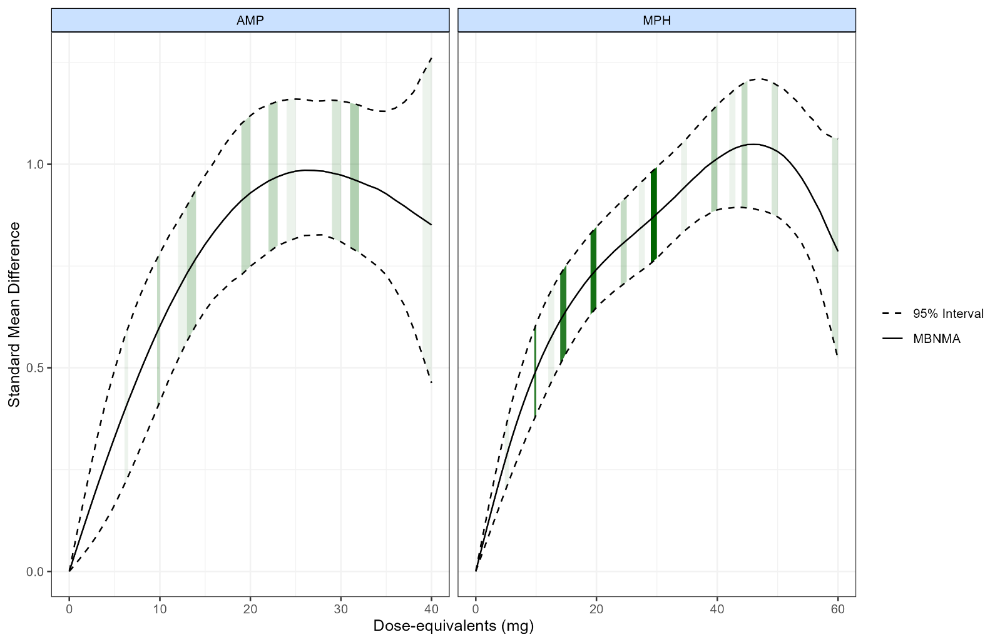 AMP
MPH
Standard Mean Difference
1.0
0.5
0.0
0
10
20
30
40
0
20
40
60
Dose-equivalents (mg)
95% Interval
MBNMA